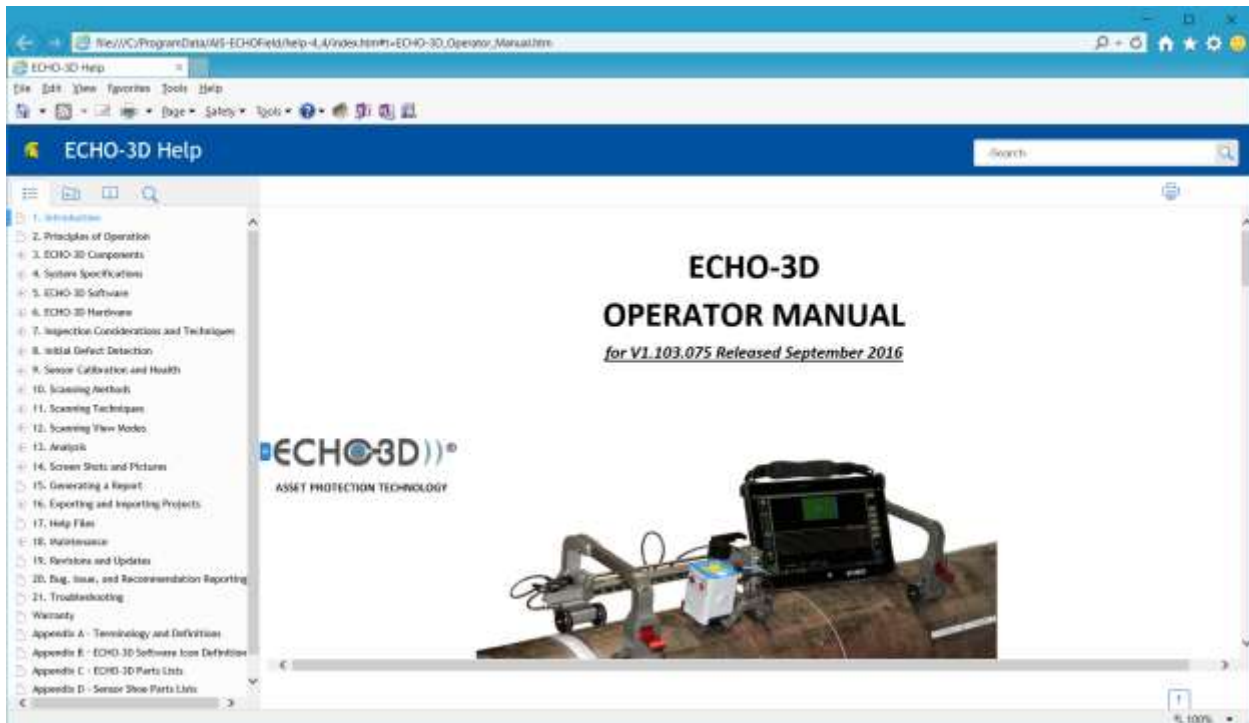 file:///C:/ProgramData/AIS-ECHOField/help-4_4/index.htm#t=ECHO-3D_Operator_Manual.htm
ECHO-3D Help
File Edit View Favorites Tools Help
Page Safety Tools
ECHO-3D Help
Search
1. Introduction
2. Principles of Operation
3. ECHO-3D Components
4. System Specifications
5. ECHO-3D Software
6. ECHO-3D Hardware
7. Inspection Considerations and Techniques
8. Initial Defect Detection
9. Sensor Calibration and Health
10. Scanning Methods
11. Scanning Techniques
12. Scanning View Modes
13. Analysis
14. Screen Shots and Pictures
15. Generating a Report
16. Exporting and Importing Projects
17. Help Files
18. Maintenance
19. Revisions and Updates
20. Bug, Issue, and Recommendation Reporting
21. Troubleshooting
Warranty
Appendix A - Terminology and Definitions
Appendix B - ECHO-3D Software Icon Definition
Appendix C - ECHO-3D Parts Lists
Appendix D - Sensor Shoe Parts Lists
ECHO-3D
OPERATOR MANUAL
for V1.103.075 Released September 2016
ECHO-3D))®
ASSET PROTECTION TECHNOLOGY
100%